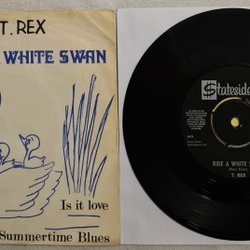 T. REX
WHITE SWAN
Is it love
Summertime Blues
Stateside
RIDE A WHITE
T. REX